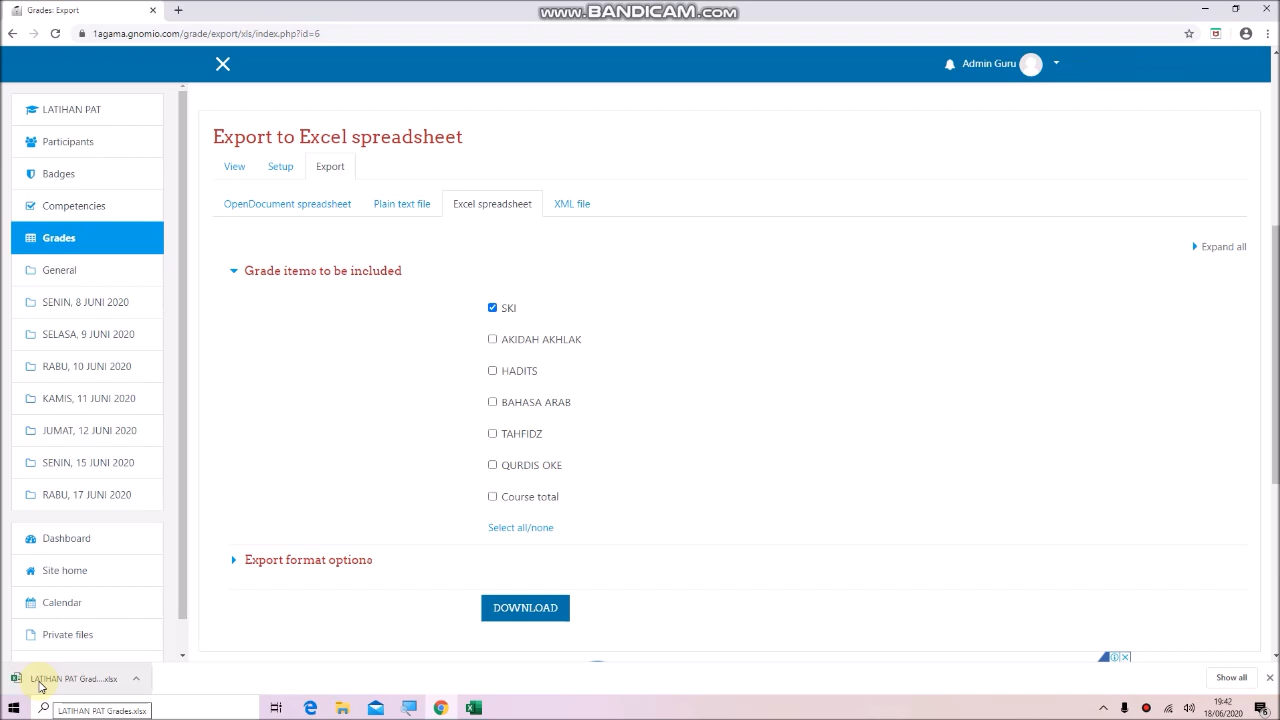 Grades: Export
www.BANDICAM.com
1agama.gnomio.com/grade/export/xls/index.php?id=6
Admin Guru
LATIHAN PAT
Participants
Badges
Competencies
Grades
General
SENIN, 8 JUNI 2020
SELASA, 9 JUNI 2020
RABU, 10 JUNI 2020
KAMIS, 11 JUNI 2020
JUMAT, 12 JUNI 2020
SENIN, 15 JUNI 2020
RABU, 17 JUNI 2020
Dashboard
Site home
Calendar
Private files
Export to Excel spreadsheet
View Setup Export
OpenDocument spreadsheet Plain text file Excel spreadsheet XML file
Expand all
Grade items to be included
SKI
AKIDAH AKHLAK
HADITS
BAHASA ARAB
TAHFIDZ
QURDIS OKE
Course total
Select all/none
Export format options
DOWNLOAD
LATIHAN PAT Grad....xlsx
Show all
LATIHAN PAT Grades.xlsx
19:42
18/06/2020
6